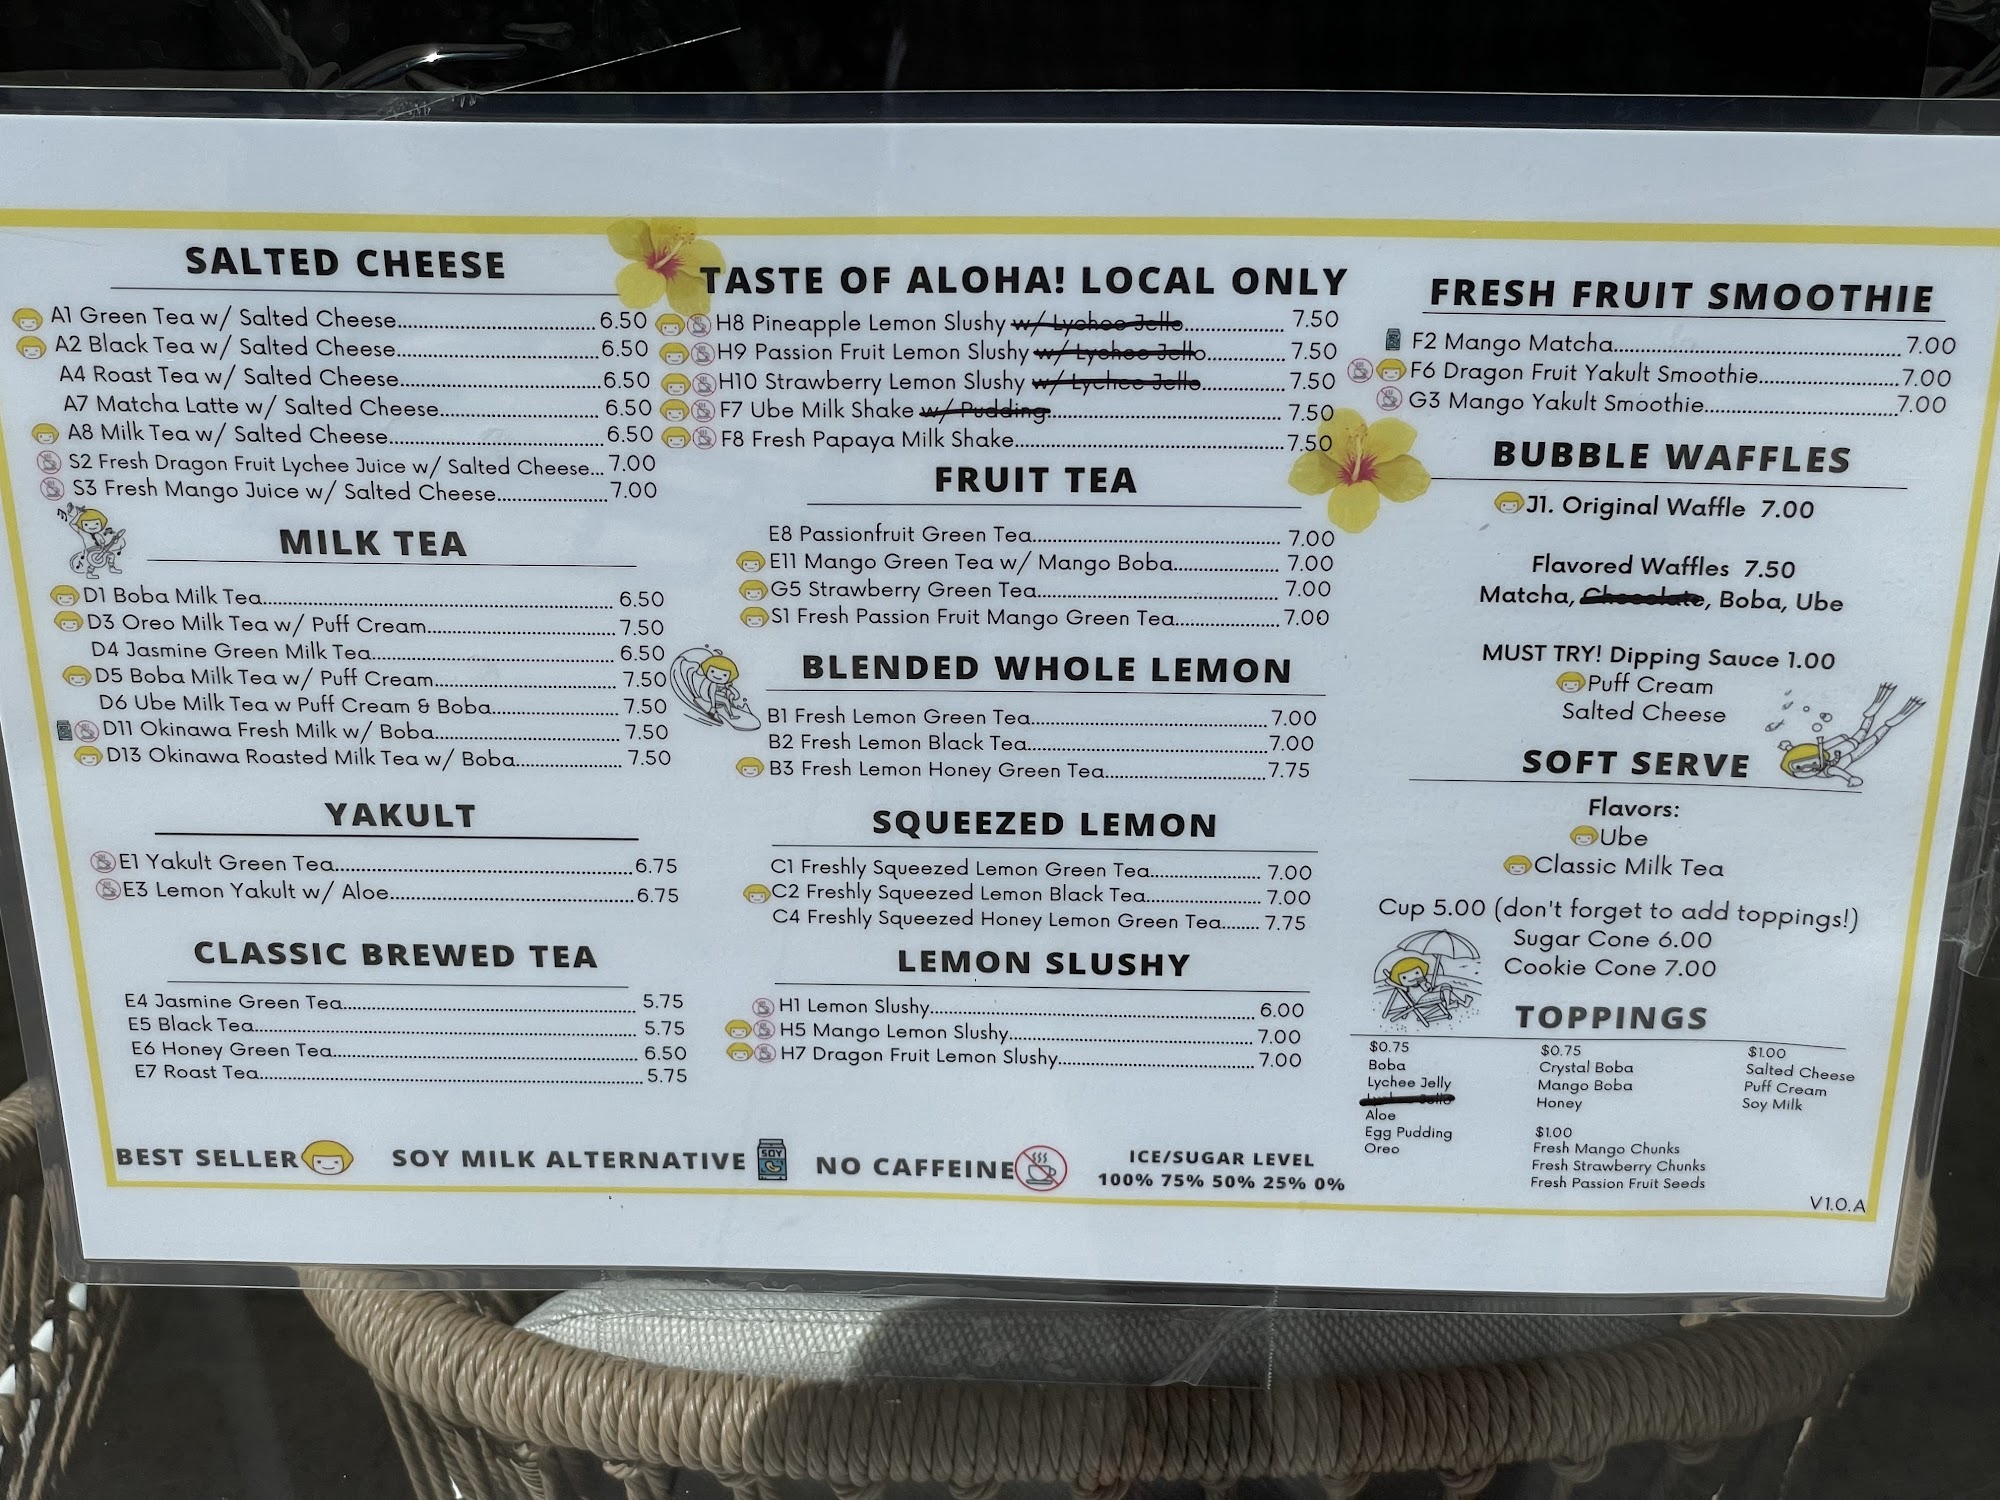 SALTED CHEESE
A1 Green Tea w/ Salted Cheese 6.50
A2 Black Tea w/ Salted Cheese 6.50
A4 Roast Tea w/ Salted Cheese 6.50
A7 Matcha Latte w/ Salted Cheese 6.50
A8 Milk Tea w/ Salted Cheese 6.50
S2 Fresh Dragon Fruit Lychee Juice w/ Salted Cheese 7.00
S3 Fresh Mango Juice w/ Salted Cheese 7.00
MILK TEA
D1 Boba Milk Tea 6.50
D3 Oreo Milk Tea w/ Puff Cream 7.50
D4 Jasmine Green Milk Tea 6.50
D5 Boba Milk Tea w/ Puff Cream 7.50
D6 Ube Milk Tea w Puff Cream & Boba 7.50
D11 Okinawa Fresh Milk w/ Boba 7.50
D13 Okinawa Roasted Milk Tea w/ Boba 7.50
YAKULT
E1 Yakult Green Tea 6.75
E3 Lemon Yakult w/ Aloe 6.75
CLASSIC BREWED TEA
E4 Jasmine Green Tea 5.75
E5 Black Tea 5.75
E6 Honey Green Tea 6.50
E7 Roast Tea 5.75
TASTE OF ALOHA! LOCAL ONLY
H8 Pineapple Lemon Slushy w/ Lychee Jello 7.50
H9 Passion Fruit Lemon Slushy w/ Lychee Jello 7.50
H10 Strawberry Lemon Slushy w/ Lychee Jello 7.50
F7 Ube Milk Shake w/ Pudding 7.50
F8 Fresh Papaya Milk Shake 7.50
FRUIT TEA
E8 Passionfruit Green Tea 7.00
E11 Mango Green Tea w/ Mango Boba 7.00
G5 Strawberry Green Tea 7.00
S1 Fresh Passion Fruit Mango Green Tea 7.00
BLENDED WHOLE LEMON
B1 Fresh Lemon Green Tea 7.00
B2 Fresh Lemon Black Tea 7.00
B3 Fresh Lemon Honey Green Tea 7.75
SQUEEZED LEMON
C1 Freshly Squeezed Lemon Green Tea 7.00
C2 Freshly Squeezed Lemon Black Tea 7.00
C4 Freshly Squeezed Honey Lemon Green Tea 7.75
LEMON SLUSHY
H1 Lemon Slushy 6.00
H5 Mango Lemon Slushy 7.00
H7 Dragon Fruit Lemon Slushy 7.00
FRESH FRUIT SMOOTHIE
F2 Mango Matcha 7.00
F6 Dragon Fruit Yakult Smoothie 7.00
G3 Mango Yakult Smoothie 7.00
BUBBLE WAFFLES
J1. Original Waffle 7.00
Flavored Waffles 7.50
Matcha, Chocolate, Boba, Ube
MUST TRY! Dipping Sauce 1.00
Puff Cream
Salted Cheese
SOFT SERVE
Flavors:
Ube
Classic Milk Tea
Cup 5.00 (don't forget to add toppings!)
Sugar Cone 6.00
Cookie Cone 7.00
TOPPINGS
$0.75
Boba
Lychee Jelly
Lychee Jello
Aloe
Egg Pudding
Oreo
$0.75
Crystal Boba
Mango Boba
Honey
$1.00
Fresh Mango Chunks
Fresh Strawberry Chunks
Fresh Passion Fruit Seeds
$1.00
Salted Cheese
Puff Cream
Soy Milk
BEST SELLER
SOY MILK ALTERNATIVE
SOY
NO CAFFEINE
ICE/SUGAR LEVEL
100% 75% 50% 25% 0%
V1.0.A